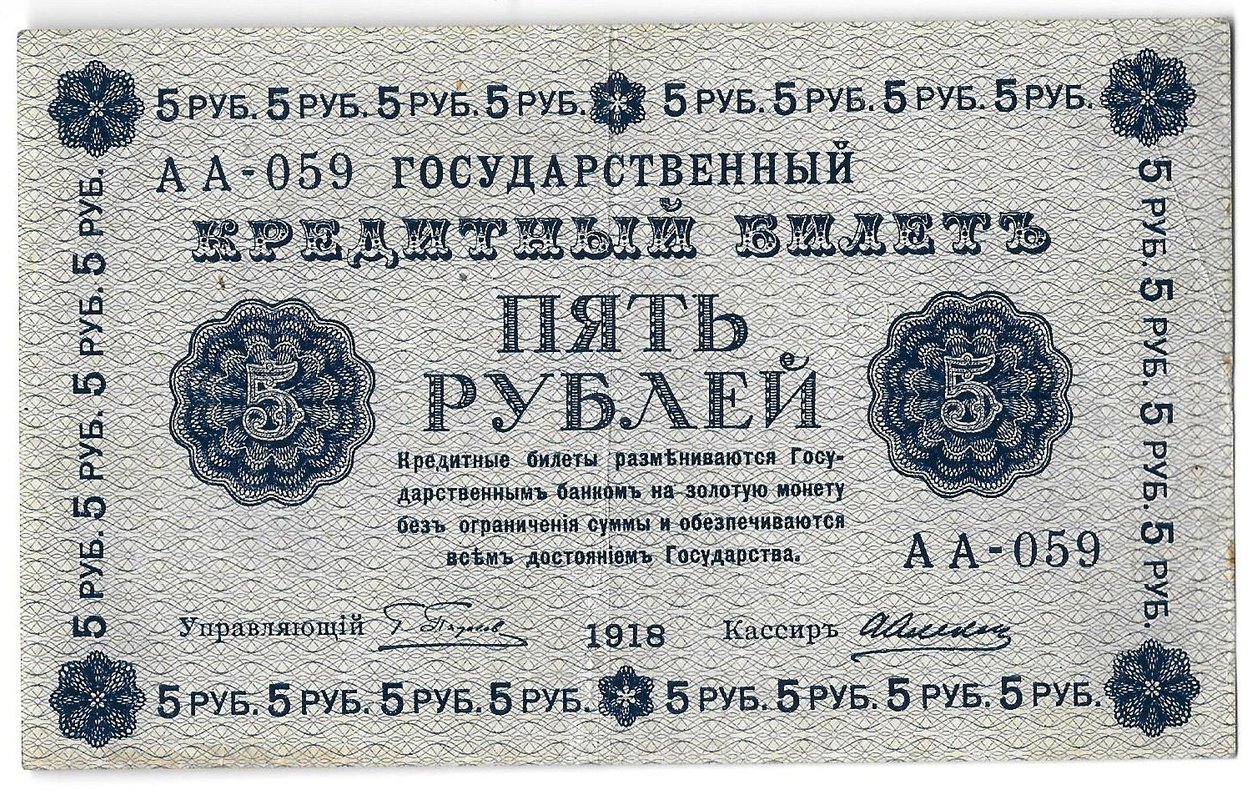 5 РУБ. 5 РУБ. 5 РУБ. 5 РУБ. 5 РУБ. 5 РУБ. 5 РУБ. 5 РУБ.
АА-059 ГОСУДАРСТВЕННЫЙ
КРЕДИТНЫЙ БИЛЕТЪ
ПЯТЬ
РУБЛЕЙ
5
5
Кредитные билеты размѣниваются Госу-
дарственнымъ банкомъ на золотую монету
безъ ограниченія суммы и обезпечиваются
всѣмъ достояніемъ Государства.
АА-059
Управляющій
1918
Кассиръ
5 РУБ. 5 РУБ. 5 РУБ. 5 РУБ. 5 РУБ. 5 РУБ. 5 РУБ. 5 РУБ.
5 РУБ. 5 РУБ. 5 РУБ. 5 РУБ.
5 РУБ. 5 РУБ. 5 РУБ. 5 РУБ.